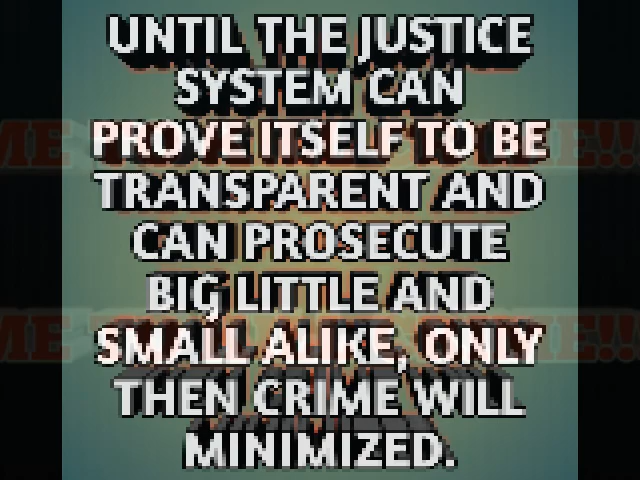 UNTIL THE JUSTICE
SYSTEM CAN
PROVE ITSELF TO BE
TRANSPARENT AND
CAN PROSECUTE
BIG LITTLE AND
SMALL ALIKE, ONLY
THEN CRIME WILL
MINIMIZED.